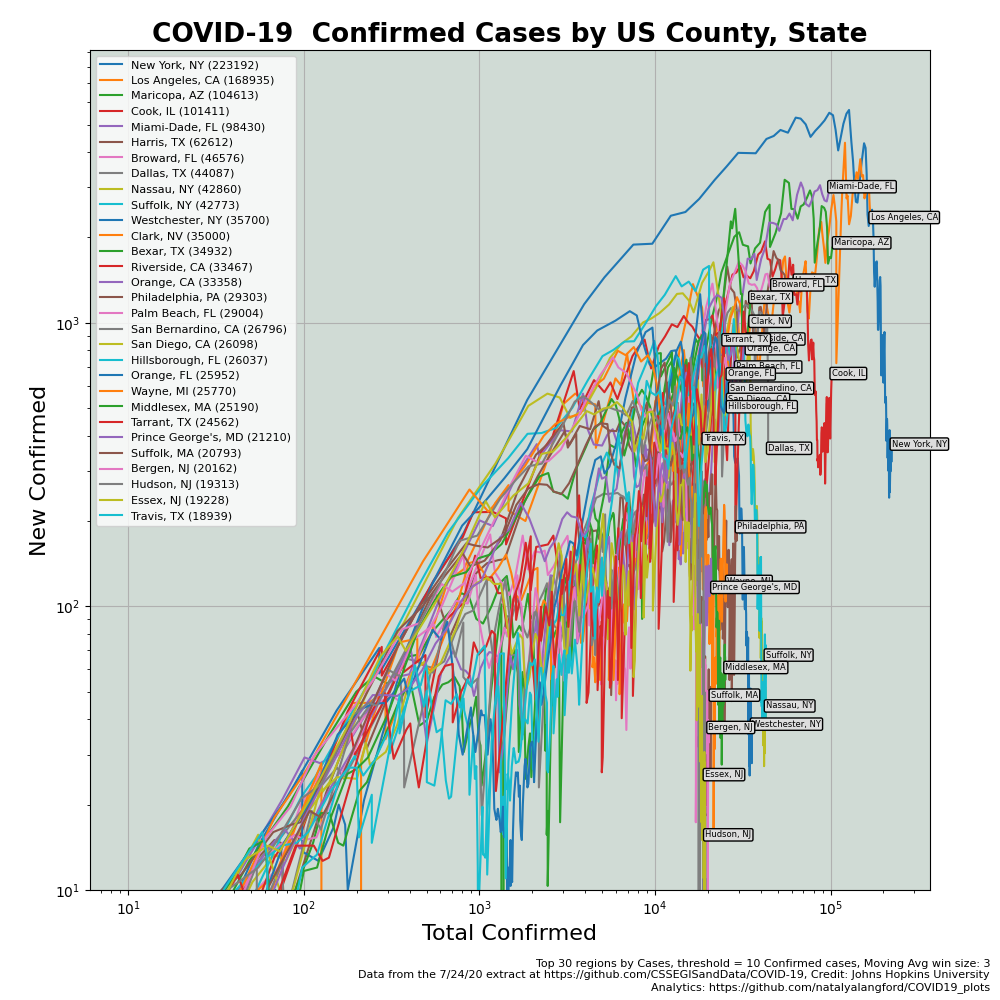 COVID-19  Confirmed Cases by US County, State
New York, NY (223192)
Los Angeles, CA (168935)
Maricopa, AZ (104613)
Cook, IL (101411)
Miami-Dade, FL (98430)
Harris, TX (62612)
Broward, FL (46576)
Dallas, TX (44087)
Nassau, NY (42860)
Suffolk, NY (42773)
Westchester, NY (35700)
Clark, NV (35000)
Bexar, TX (34932)
Riverside, CA (33467)
Orange, CA (33358)
Philadelphia, PA (29303)
Palm Beach, FL (29004)
San Bernardino, CA (26796)
San Diego, CA (26098)
Hillsborough, FL (26037)
Orange, FL (25952)
Wayne, MI (25770)
Middlesex, MA (25190)
Tarrant, TX (24562)
Prince George's, MD (21210)
Suffolk, MA (20793)
Bergen, NJ (20162)
Hudson, NJ (19313)
Essex, NJ (19228)
Travis, TX (18939)
Miami-Dade, FL
Los Angeles, CA
Maricopa, AZ
TX
Broward, FL
Bexar, TX
Clark, NV
Tarrant, TX
CA
Orange, CA
Palm Beach, FL
Orange, FL
Cook, IL
San Bernardino, CA
San Diego, CA
Hillsborough, FL
Travis, TX
Dallas, TX
New York, NY
Philadelphia, PA
Wayne, MI
Prince George's, MD
Suffolk, NY
Middlesex, MA
Suffolk, MA
Nassau, NY
Bergen, NJ
Westchester, NY
Essex, NJ
Hudson, NJ
10³
10²
10¹
New Confirmed
10¹ 10² 10³ 10⁴ 10⁵
Total Confirmed
Top 30 regions by Cases, threshold = 10 Confirmed cases, Moving Avg win size: 3
Data from the 7/24/20 extract at https://github.com/CSSEGISandData/COVID-19, Credit: Johns Hopkins University
Analytics: https://github.com/natalyalangford/COVID19_plots